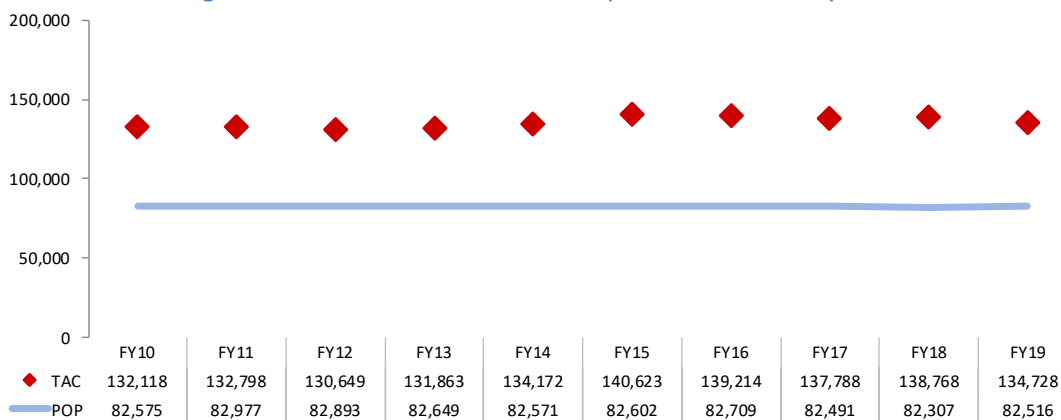 200,000
150,000
100,000
50,000
0
FY10 FY11 FY12 FY13 FY14 FY15 FY16 FY17 FY18 FY19
TAC 132,118 132,798 130,649 131,863 134,172 140,623 139,214 137,788 138,768 134,728
POP 82,575 82,977 82,893 82,649 82,571 82,602 82,709 82,491 82,307 82,516